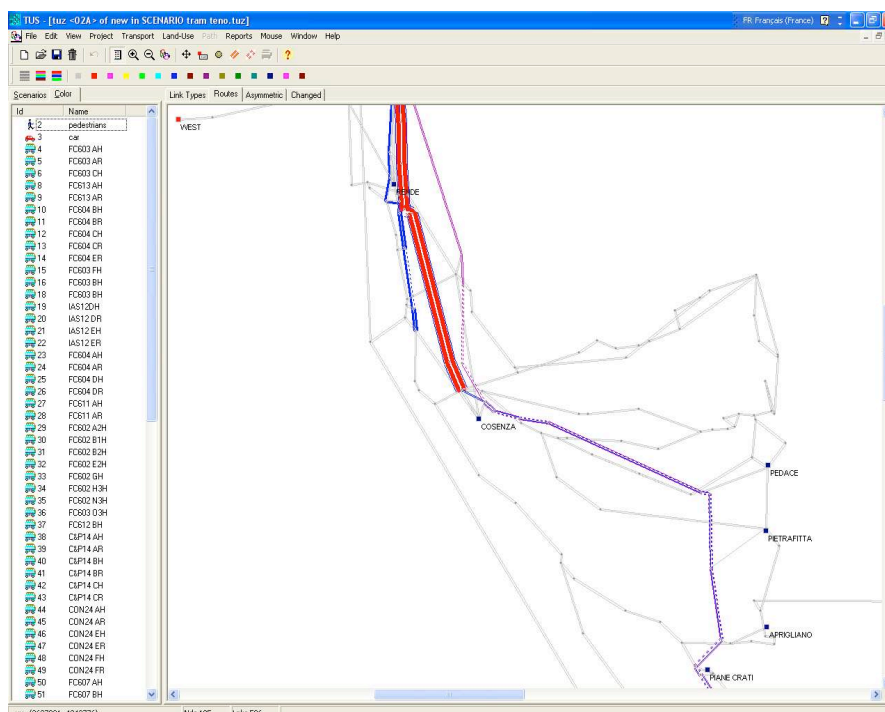 TUS - [tuz <02A> of new in SCENARIO tram teno.tuz]
FR Français (France)
File Edit View Project Transport Land-Use Path Reports Mouse Window Help
Scenarios Color
Link Types Routes Asymmetric Changed
Id Name
2 pedestrians
3 car
4 FC603 AH
5 FC603 AR
6 FC603 CH
8 FC613 AH
9 FC613 AR
10 FC604 BH
11 FC604 BR
12 FC604 CH
13 FC604 CR
14 FC604 ER
15 FC603 FH
16 FC603 BH
18 FC603 BH
19 IAS12DH
20 IAS12 DR
21 IAS12 EH
22 IAS12 ER
23 FC604 AH
24 FC604 AR
25 FC604 DH
26 FC604 DR
27 FC611 AH
28 FC611 AR
29 FC602 A2H
30 FC602 B1H
31 FC602 B2H
32 FC602 E2H
33 FC602 GH
34 FC602 H3H
35 FC602 N3H
36 FC603 O3H
37 FC612 BH
38 C&P14 AH
39 C&P14 AR
40 C&P14 BH
41 C&P14 BR
42 C&P14 CH
43 C&P14 CR
44 CON24 AH
45 CON24 AR
46 CON24 EH
47 CON24 ER
48 CON24 FH
49 CON24 FR
50 FC607 AH
51 FC607 BH
WEST
RENDE
COSENZA
PEDACE
PIETRAFITTA
APRIGLIANO
PIANE CRATI